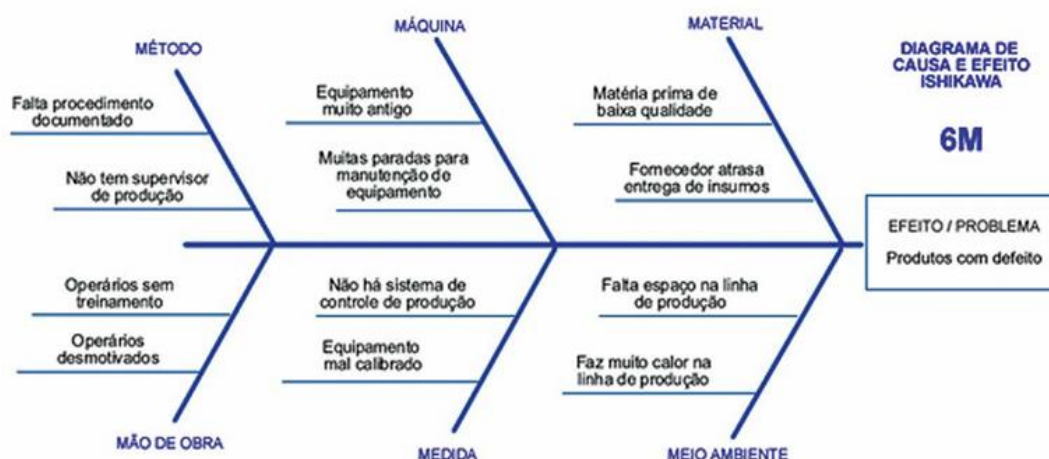 MÉTODO
MÁQUINA
MATERIAL
DIAGRAMA DE
CAUSA E EFEITO
ISHIKAWA
6M
Falta procedimento
documentado
Não tem supervisor
de produção
Equipamento
muito antigo
Muitas paradas para
manutenção de
equipamento
Matéria prima de
baixa qualidade
Fornecedor atrasa
entrega de insumos
EFEITO / PROBLEMA
Produtos com defeito
Operários sem
treinamento
Operários
desmotivados
Não há sistema de
controle de produção
Equipamento
mal calibrado
Falta espaço na linha
de produção
Faz muito calor na
linha de produção
MÃO DE OBRA
MEDIDA
MEIO AMBIENTE